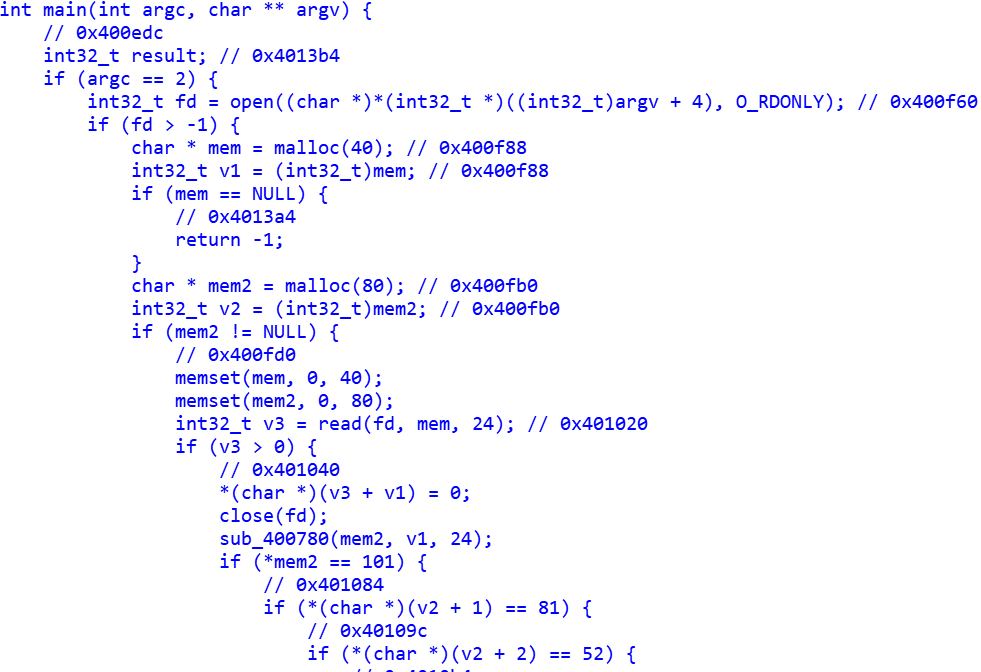 int main(int argc, char ** argv) {
    // 0x400edc
    int32_t result; // 0x4013b4
    if (argc == 2) {
        int32_t fd = open((char *)*(int32_t *)((int32_t)argv + 4), O_RDONLY); // 0x400f60
        if (fd > -1) {
            char * mem = malloc(40); // 0x400f88
            int32_t v1 = (int32_t)mem; // 0x400f88
            if (mem == NULL) {
                // 0x4013a4
                return -1;
            }
            char * mem2 = malloc(80); // 0x400fb0
            int32_t v2 = (int32_t)mem2; // 0x400fb0
            if (mem2 != NULL) {
                // 0x400fd0
                memset(mem, 0, 40);
                memset(mem2, 0, 80);
                int32_t v3 = read(fd, mem, 24); // 0x401020
                if (v3 > 0) {
                    // 0x401040
                    *(char *)(v3 + v1) = 0;
                    close(fd);
                    sub_400780(mem2, v1, 24);
                    if (*mem2 == 101) {
                        // 0x401084
                        if (*(char *)(v2 + 1) == 81) {
                            // 0x40109c
                            if (*(char *)(v2 + 2) == 52) {